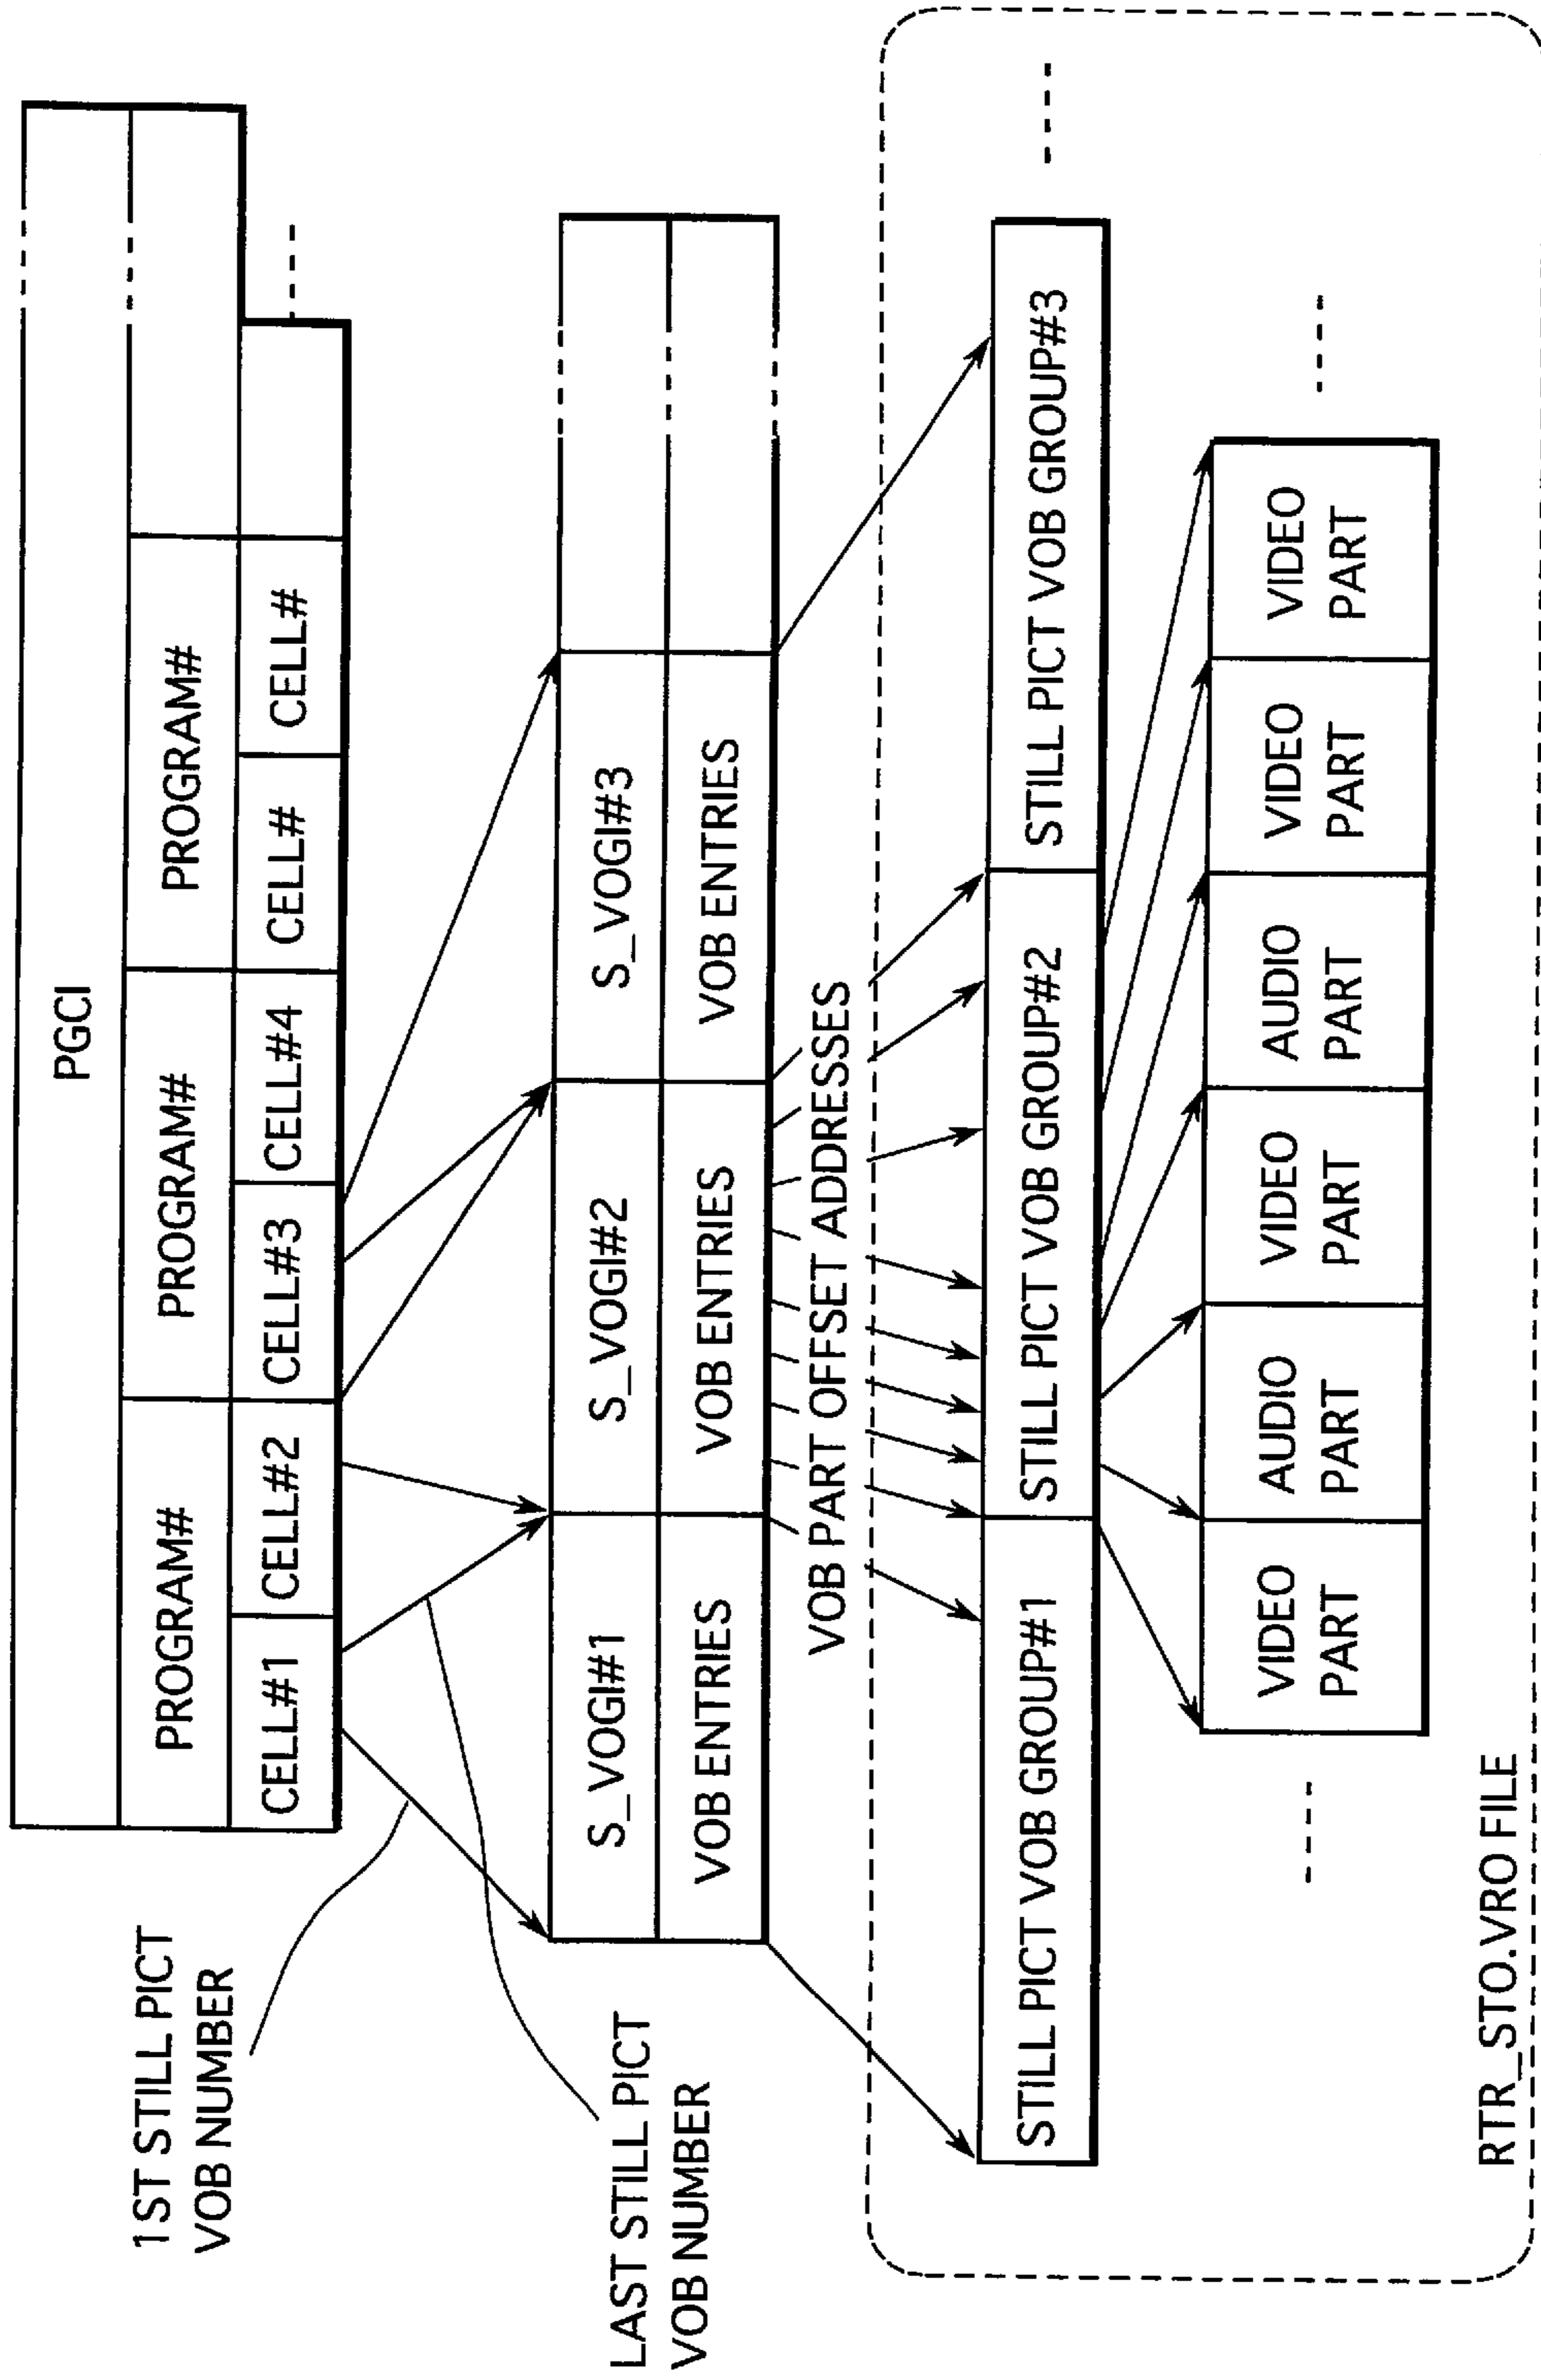 PGCI
PROGRAM#
PROGRAM#
PROGRAM#
CELL#1
CELL#2
CELL#3
CELL#4
CELL#
CELL#
1ST STILL PICT
VOB NUMBER
LAST STILL PICT
VOB NUMBER
S_VOGI#1
S_VOGI#2
S_VOGI#3
VOB ENTRIES
VOB ENTRIES
VOB ENTRIES
VOB PART OFFSET ADDRESSES
STILL PICT VOB GROUP#1
STILL PICT VOB GROUP#2
STILL PICT VOB GROUP#3
VIDEO
PART
AUDIO
PART
VIDEO
PART
AUDIO
PART
VIDEO
PART
VIDEO
PART
RTR_STO.VRO FILE